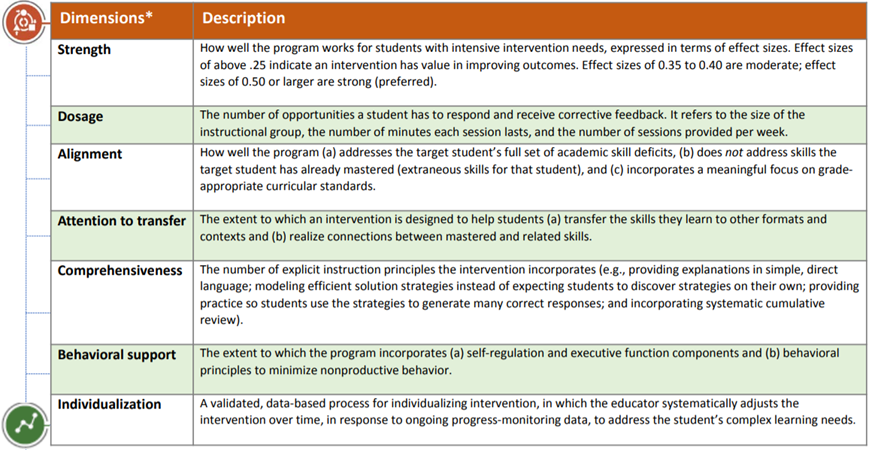 Dimensions* Description
Strength How well the program works for students with intensive intervention needs, expressed in terms of effect sizes. Effect sizes
of above .25 indicate an intervention has value in improving outcomes. Effect sizes of 0.35 to 0.40 are moderate; effect
sizes of 0.50 or larger are strong (preferred).
Dosage The number of opportunities a student has to respond and receive corrective feedback. It refers to the size of the
instructional group, the number of minutes each session lasts, and the number of sessions provided per week.
Alignment How well the program (a) addresses the target student's full set of academic skill deficits, (b) does not address skills the
target student has already mastered (extraneous skills for that student), and (c) incorporates a meaningful focus on grade-
appropriate curricular standards.
Attention to transfer The extent to which an intervention is designed to help students (a) transfer the skills they learn to other formats and
contexts and (b) realize connections between mastered and related skills.
Comprehensiveness The number of explicit instruction principles the intervention incorporates (e.g., providing explanations in simple, direct
language; modeling efficient solution strategies instead of expecting students to discover strategies on their own; providing
practice so students use the strategies to generate many correct responses; and incorporating systematic cumulative
review).
Behavioral support The extent to which the program incorporates (a) self-regulation and executive function components and (b) behavioral
principles to minimize nonproductive behavior.
Individualization A validated, data-based process for individualizing intervention, in which the educator systematically adjusts the
intervention over time, in response to ongoing progress-monitoring data, to address the student's complex learning needs.